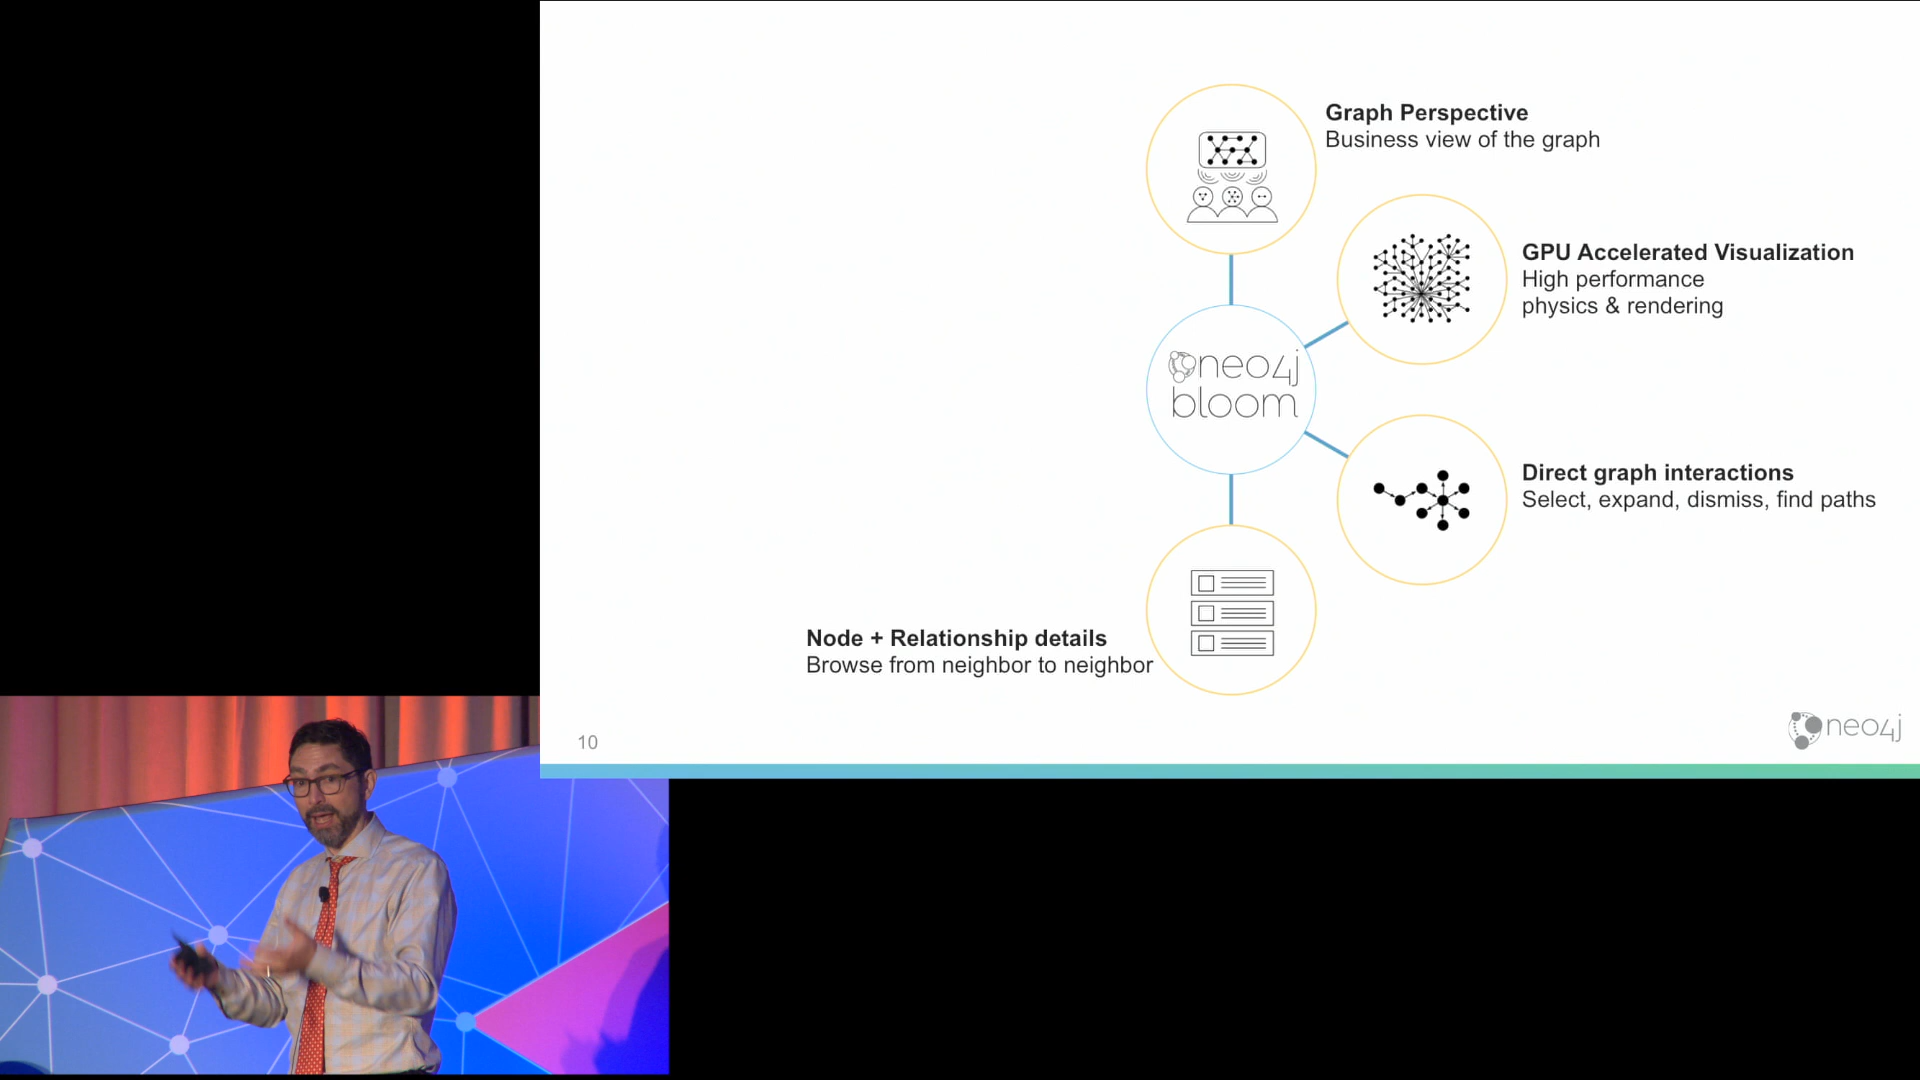 Graph Perspective
Business view of the graph
GPU Accelerated Visualization
High performance
physics & rendering
neo4j
bloom
Direct graph interactions
Select, expand, dismiss, find paths
Node + Relationship details
Browse from neighbor to neighbor
10
neo4j